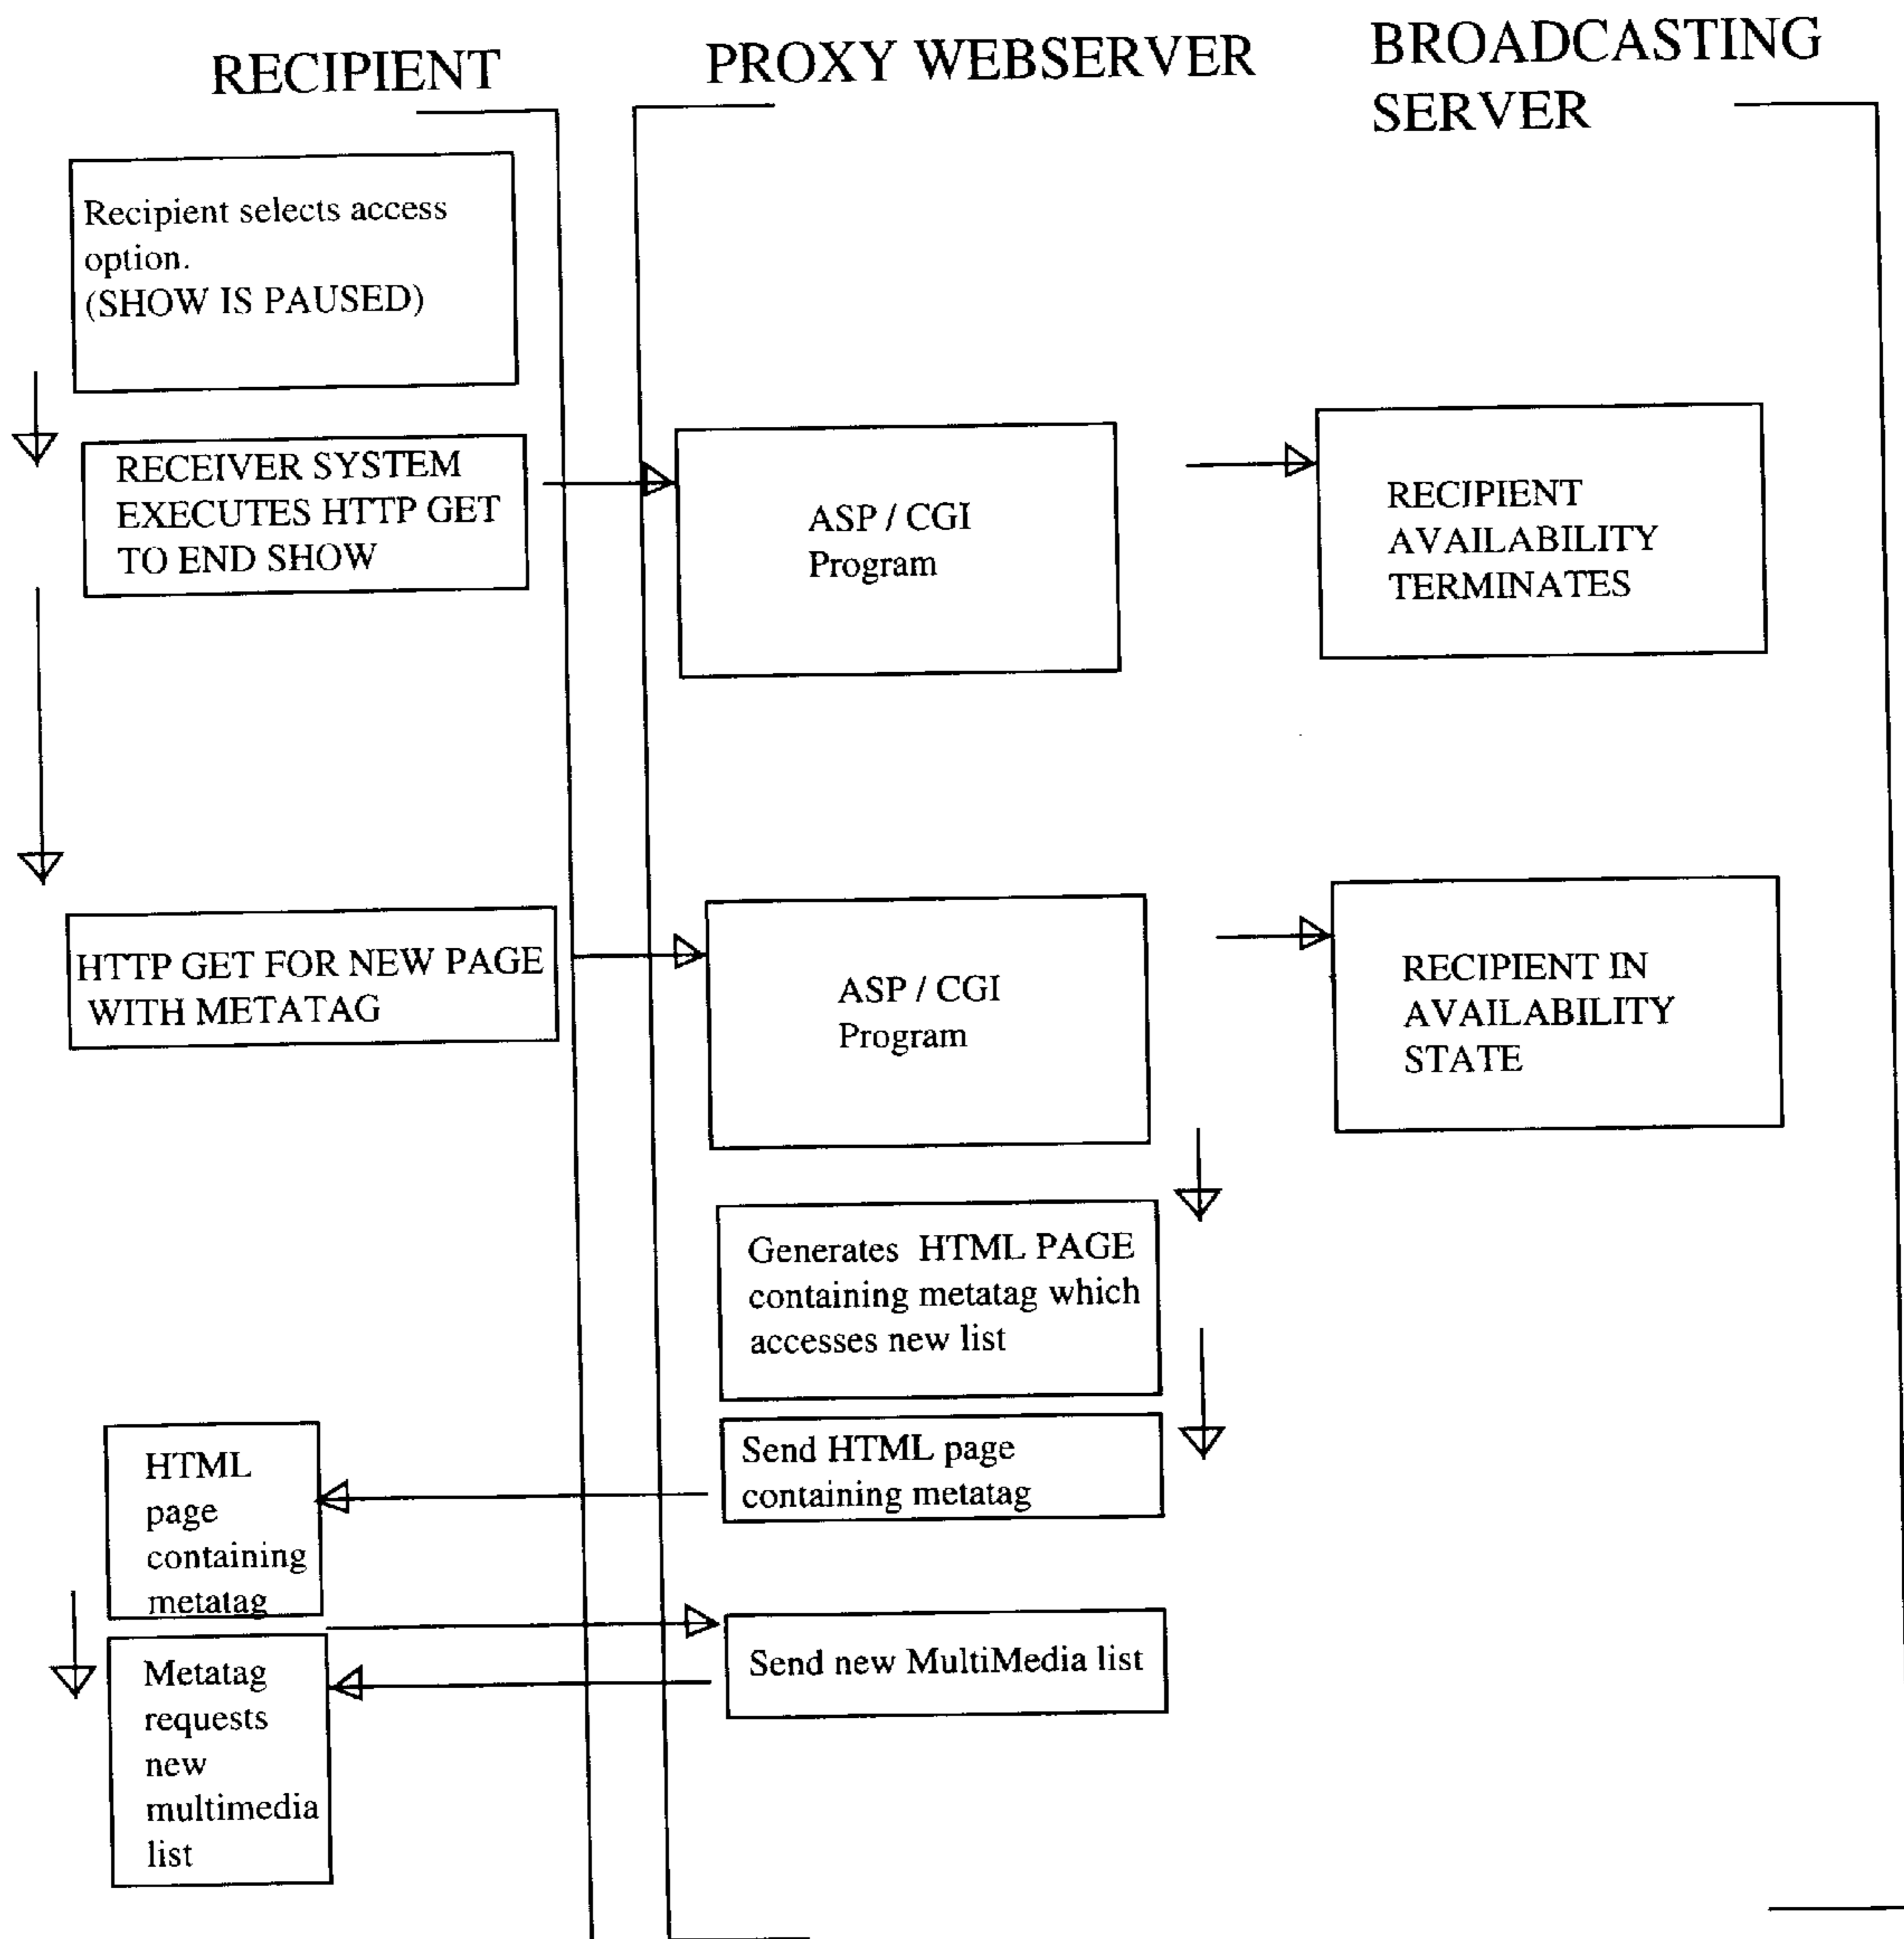 RECIPIENT
PROXY WEBSERVER
BROADCASTING
SERVER
Recipient selects access
option.
(SHOW IS PAUSED)
RECEIVER SYSTEM
EXECUTES HTTP GET
TO END SHOW
ASP / CGI
Program
RECIPIENT
AVAILABILITY
TERMINATES
HTTP GET FOR NEW PAGE
WITH METATAG
ASP / CGI
Program
RECIPIENT IN
AVAILABILITY
STATE
Generates HTML PAGE
containing metatag which
accesses new list
Send HTML page
containing metatag
HTML
page
containing
metatag
Send new MultiMedia list
Metatag
requests
new
multimedia
list